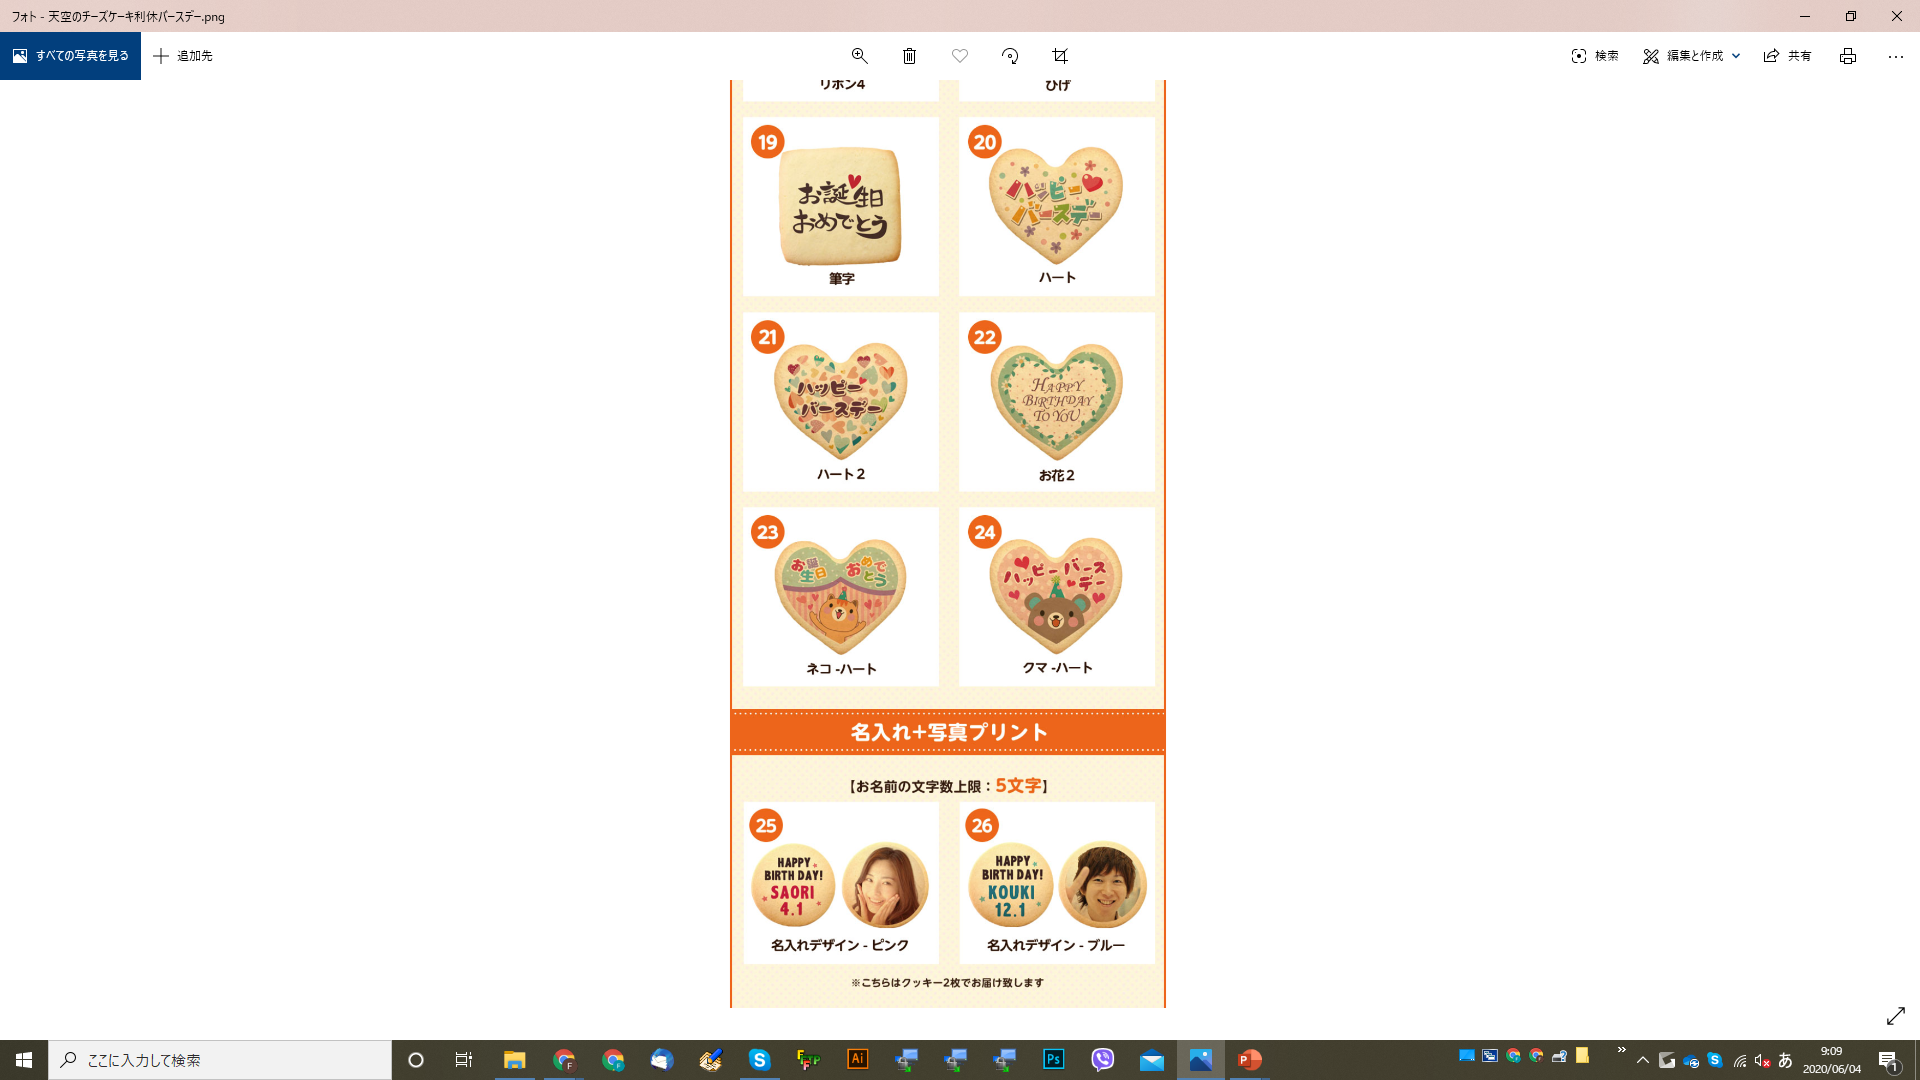 フォト - 天空のチーズケーキ利休バースデー.png
すべての写真を見る
追加先
検索
編集と作成
共有
リボン4
ひげ
19
お誕生日
おめでとう
筆字
20
ハッピー
バースデー
ハート
21
ハッピー
バースデー
ハート2
22
HAPPY
BIRTHDAY
TO YOU
お花2
23
お誕生日
おめでとう
ネコ -ハート
24
ハッピーバース
デー
クマ -ハート
名入れ+写真プリント
【お名前の文字数上限：5文字】
25
HAPPY
BIRTH DAY!
SAORI
4.1
名入れデザイン - ピンク
26
HAPPY
BIRTH DAY!
KOUKI
12.1
名入れデザイン - ブルー
※こちらはクッキー2枚でお届け致します
ここに入力して検索
F
FTP
Ai
Ps
P
あ
9:09
2020/06/04
1